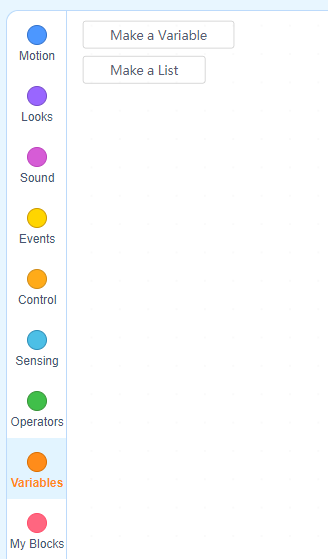 Motion
Looks
Sound
Events
Control
Sensing
Operators
Variables
My Blocks
Make a Variable
Make a List